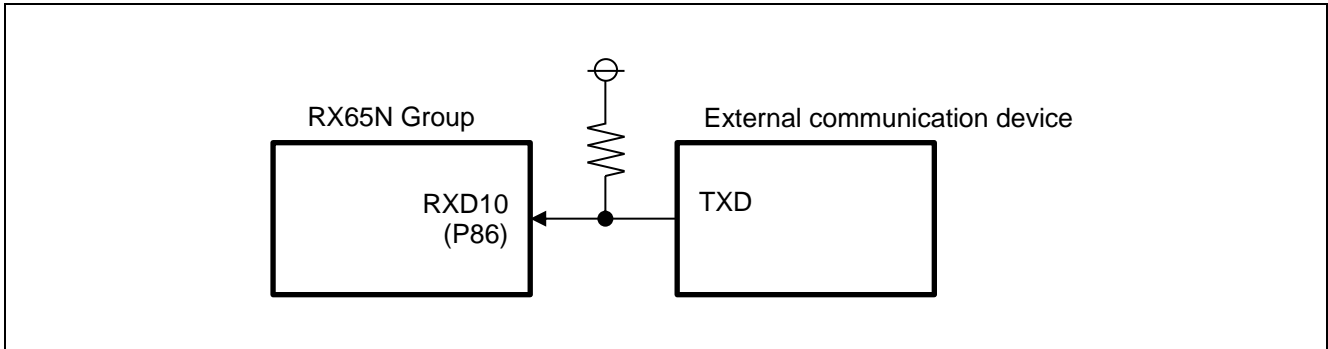 RX65N Group
External communication device
RXD10
(P86)
TXD